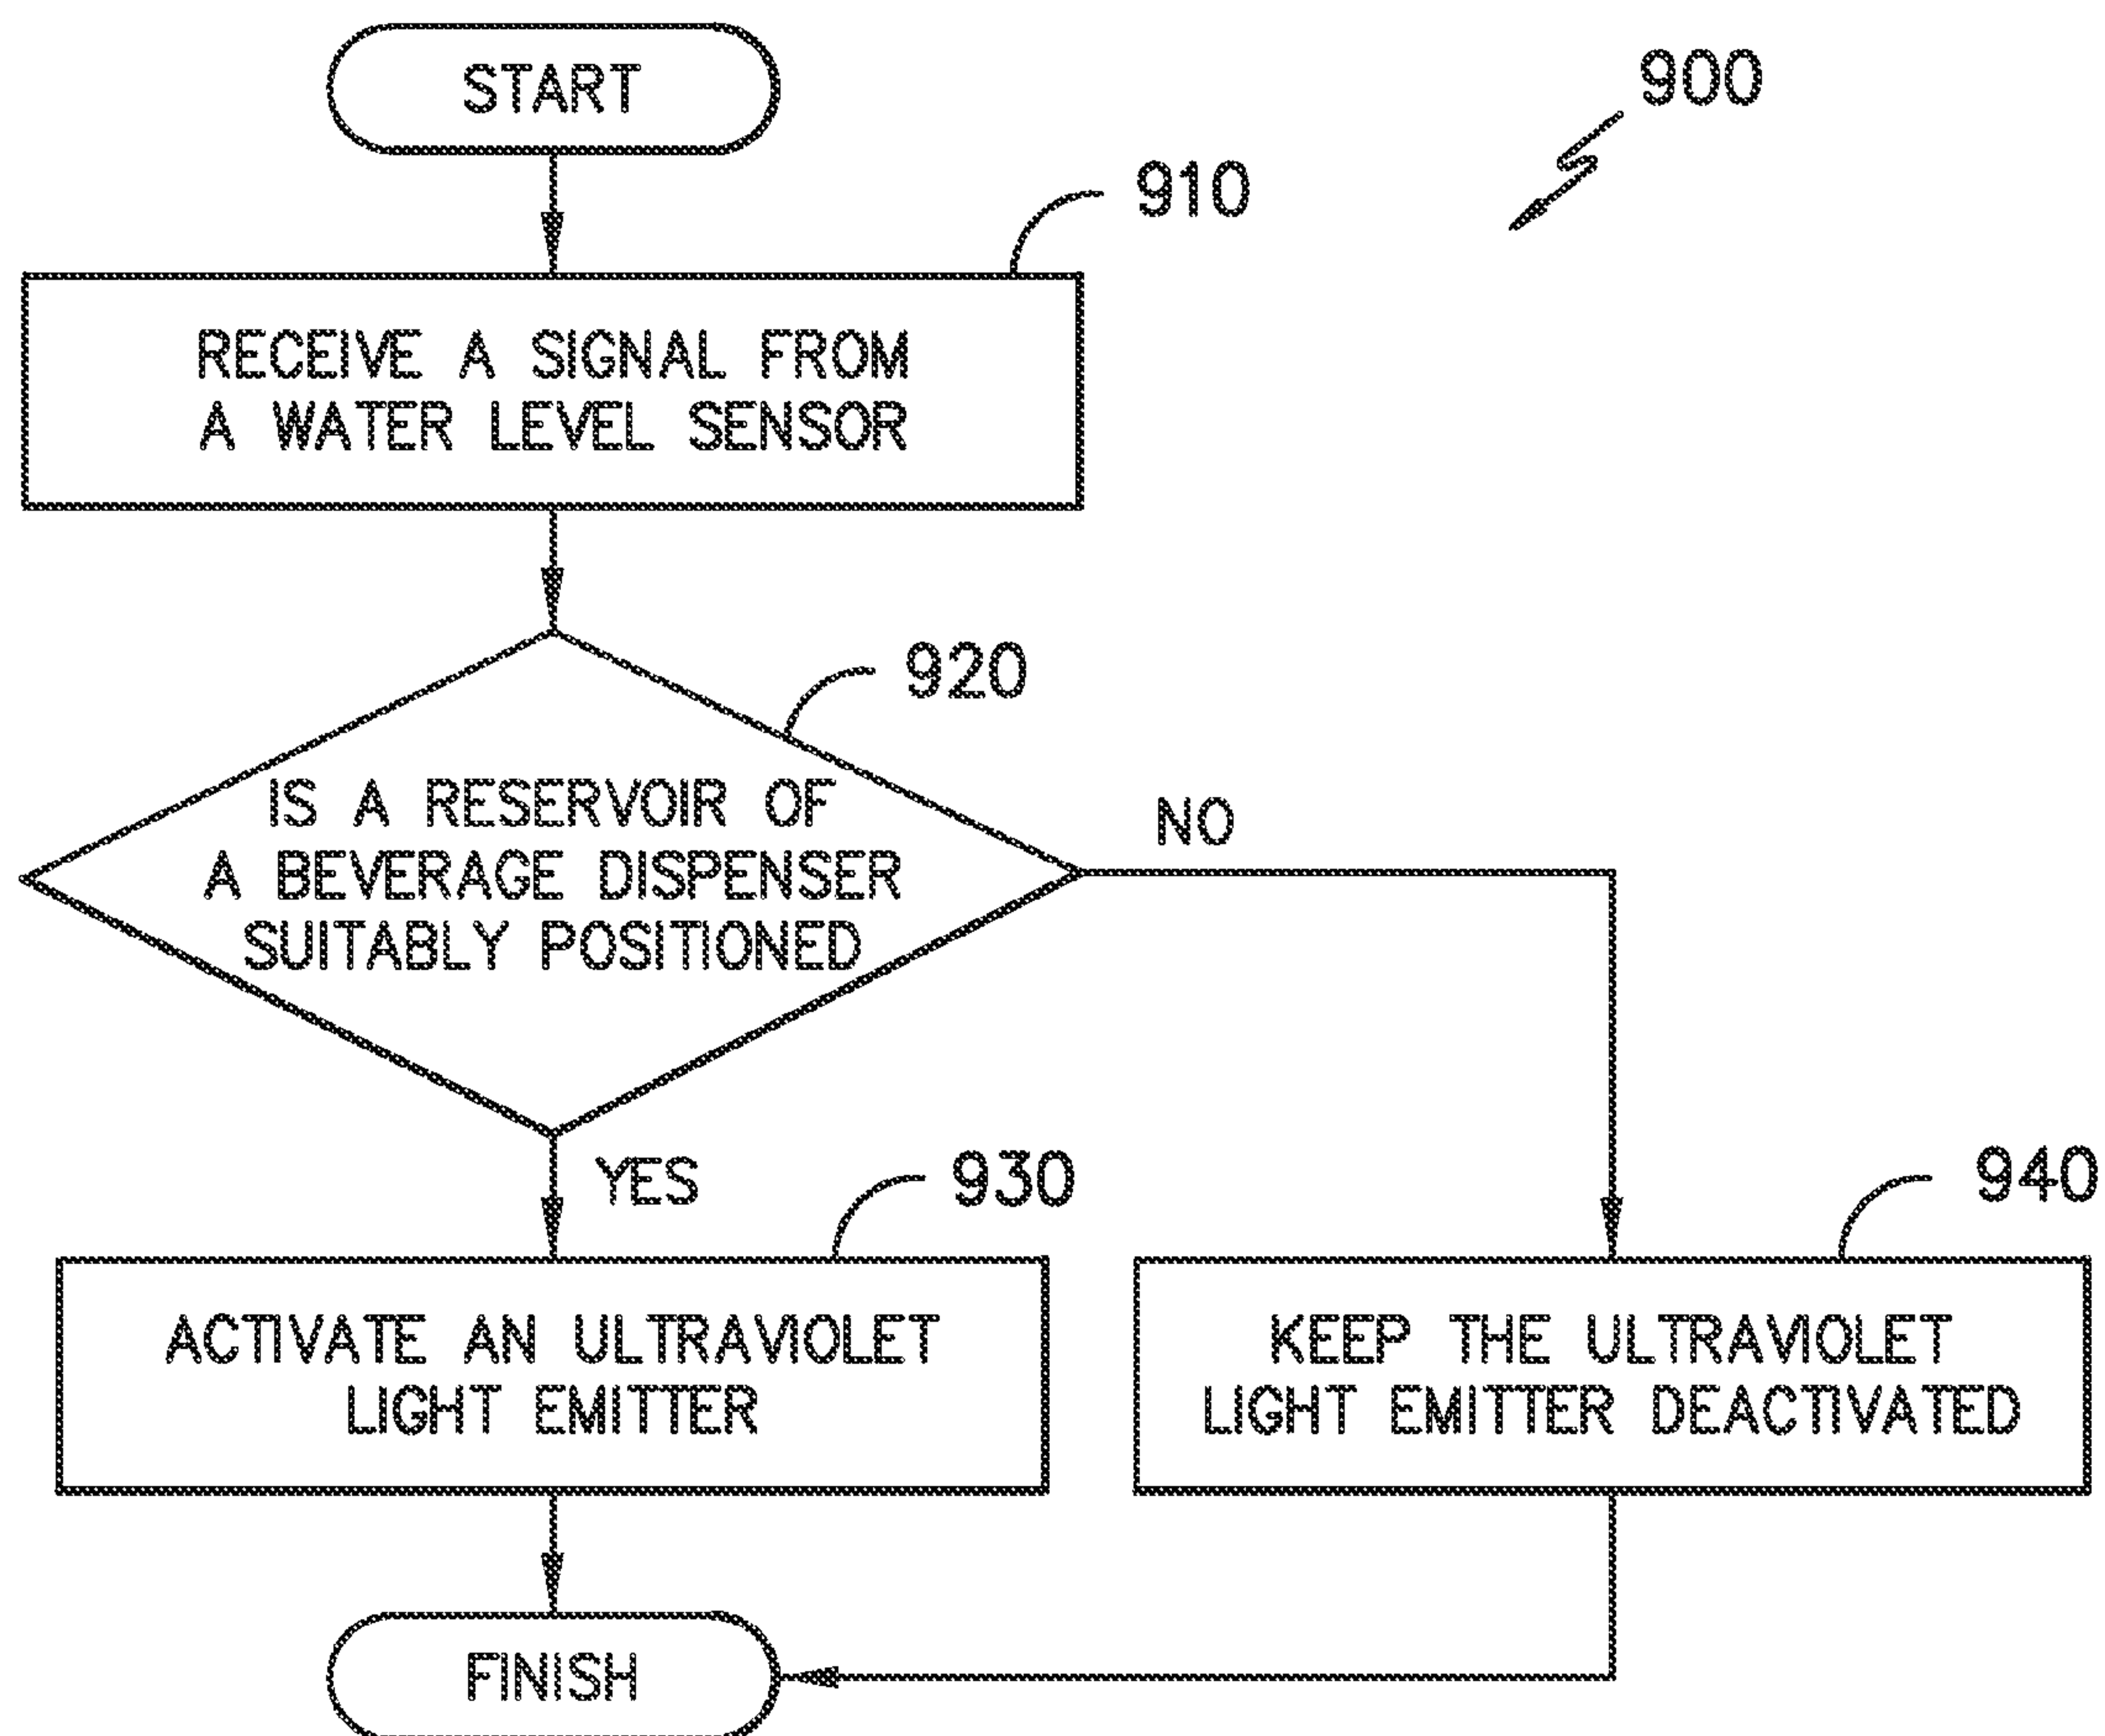 START
900
910
RECEIVE A SIGNAL FROM
A WATER LEVEL SENSOR
920
IS A RESERVOIR OF
A BEVERAGE DISPENSER
SUITABLY POSITIONED
NO
YES
930
ACTIVATE AN ULTRAVIOLET
LIGHT EMITTER
940
KEEP THE ULTRAVIOLET
LIGHT EMITTER DEACTIVATED
FINISH